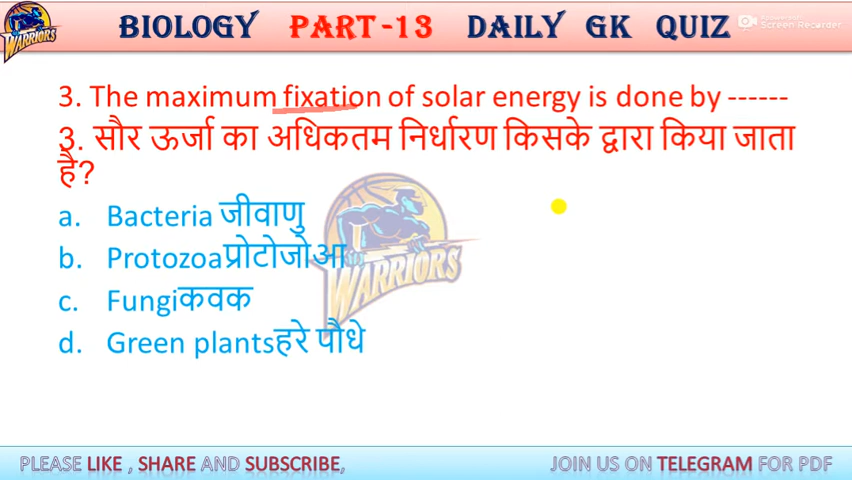 WARRIORS
BIOLOGY PART-13 DAILY GK QUIZ
Screen Recorder
3. The maximum fixation of solar energy is done by ------
3. सौर ऊर्जा का अधिकतम निर्धारण किसके द्वारा किया जाता
है?
a. Bacteria जीवाणु
b. Protozoaप्रोटोजोआ
c. Fungiकवक
d. Green plantsहरे पौधे
WARRIORS
PLEASE LIKE , SHARE AND SUBSCRIBE,
JOIN US ON TELEGRAM FOR PDF